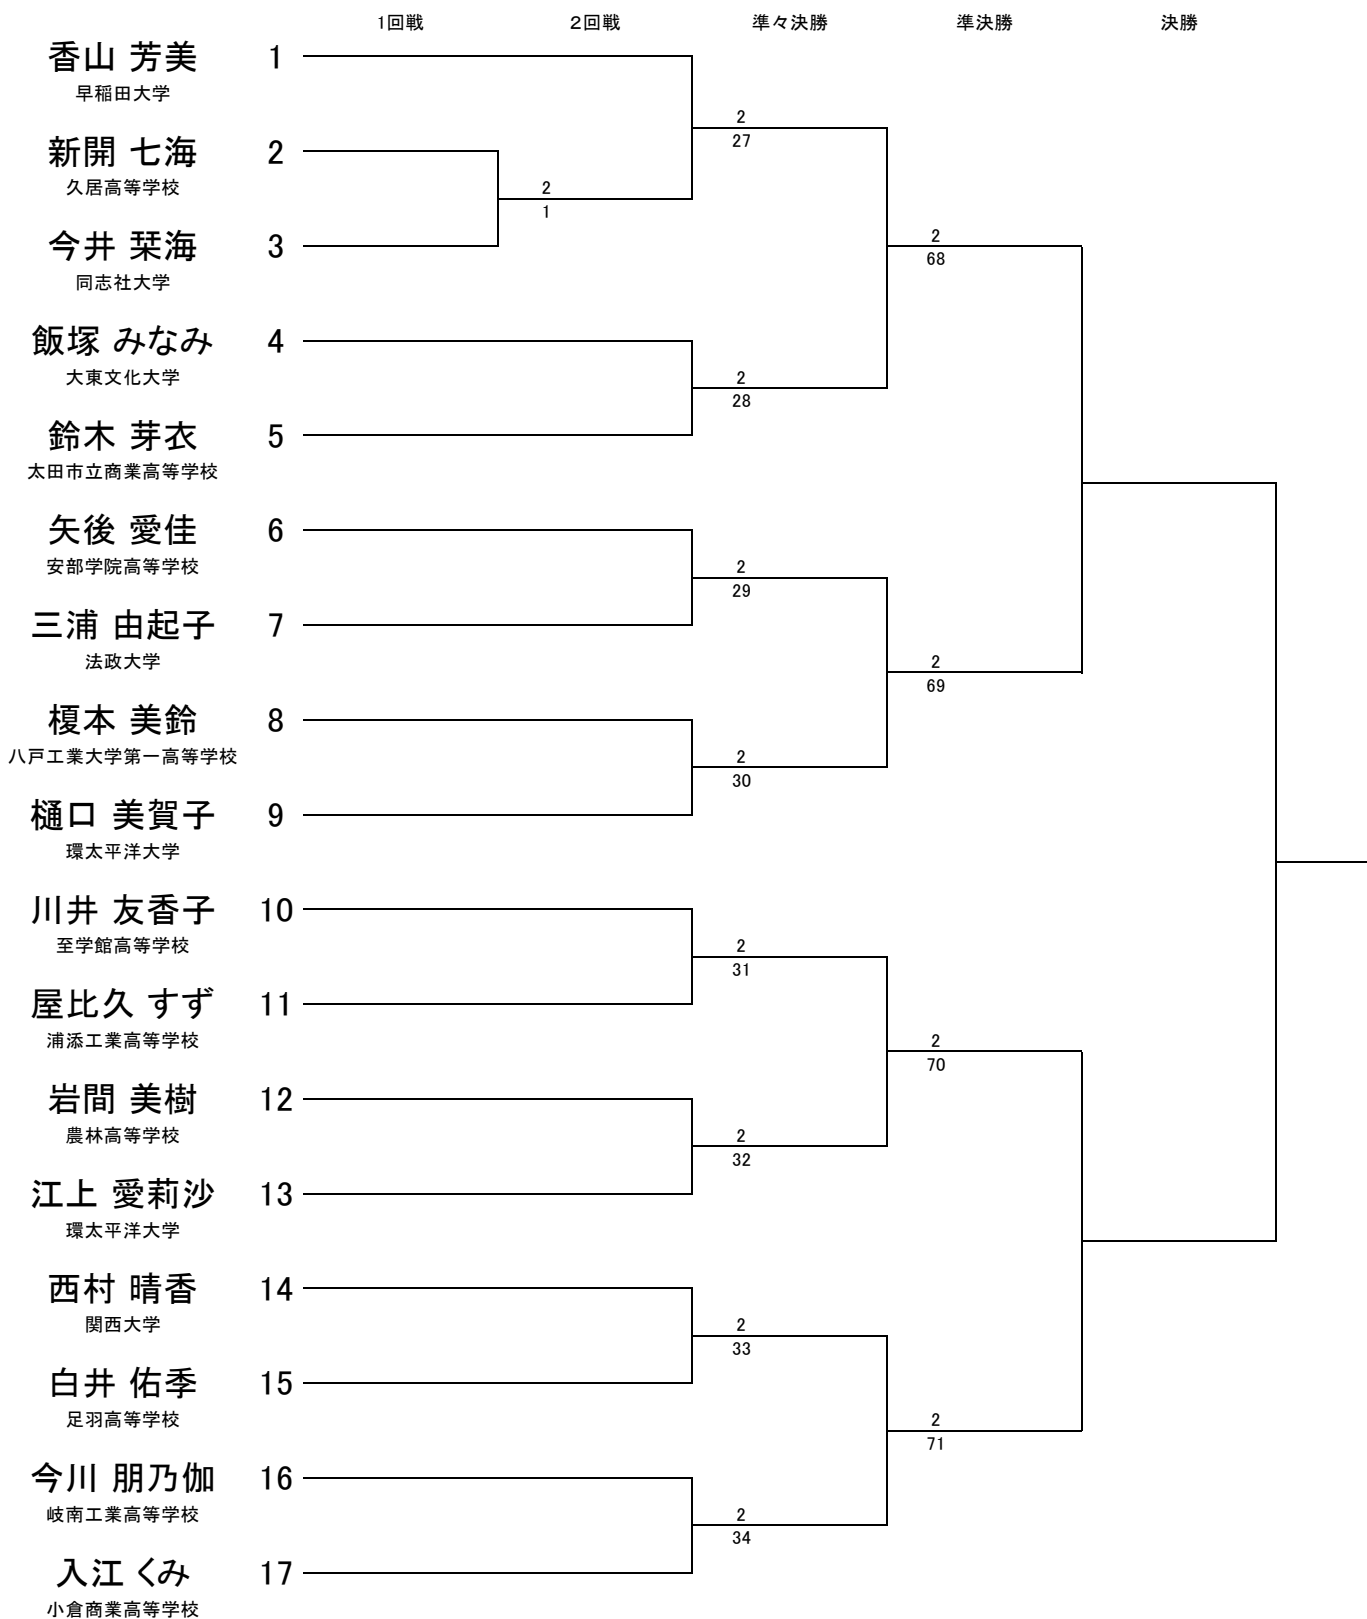 1回戦 2回戦 準々決勝 準決勝 決勝
香山 芳美 1
早稲田大学
2
27
新開 七海 2
久居高等学校
2
1
今井 栞海 3
同志社大学
2
68
飯塚 みなみ 4
大東文化大学
2
28
鈴木 芽衣 5
太田市立商業高等学校
矢後 愛佳 6
安部学院高等学校
2
29
三浦 由起子 7
法政大学
2
69
榎本 美鈴 8
八戸工業大学第一高等学校
2
30
樋口 美賀子 9
環太平洋大学
川井 友香子 10
至学館高等学校
2
31
屋比久 すず 11
浦添工業高等学校
2
70
岩間 美樹 12
農林高等学校
2
32
江上 愛莉沙 13
環太平洋大学
西村 晴香 14
関西大学
2
33
白井 佑季 15
足羽高等学校
2
71
今川 朋乃伽 16
岐南工業高等学校
2
34
入江 くみ 17
小倉商業高等学校